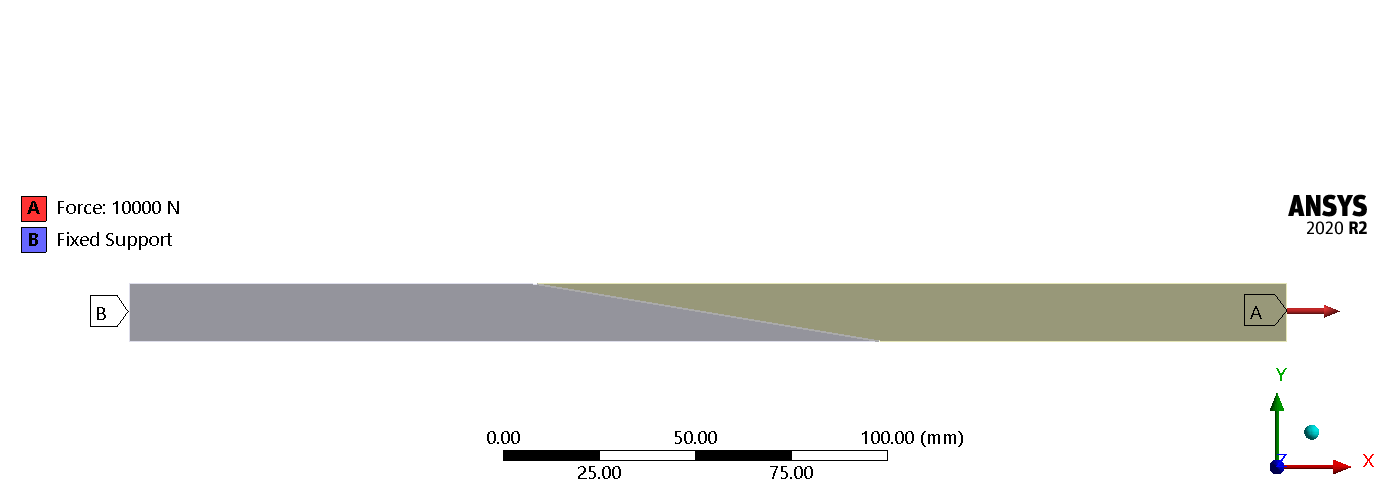 A Force: 10000 N
B Fixed Support
ANSYS
2020 R2
B
A
Y
0.00 50.00 100.00 (mm)
25.00 75.00
Z X